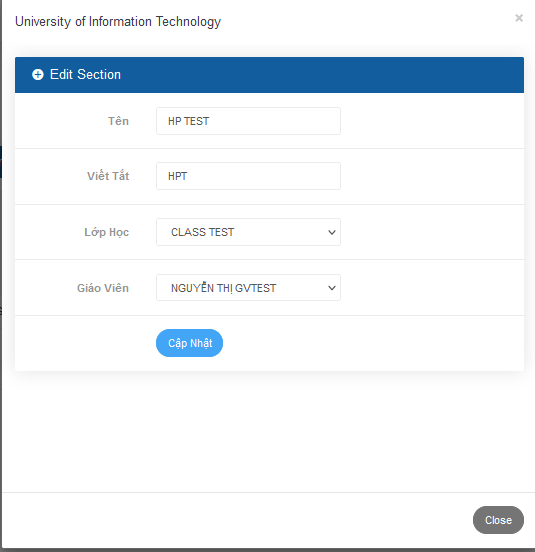 University of Information Technology
×
Edit Section
Tên
HP TEST
Viết Tắt
HPT
Lớp Học
CLASS TEST
Giáo Viên
NGUYỄN THỊ GVTEST
Cập Nhật
Close